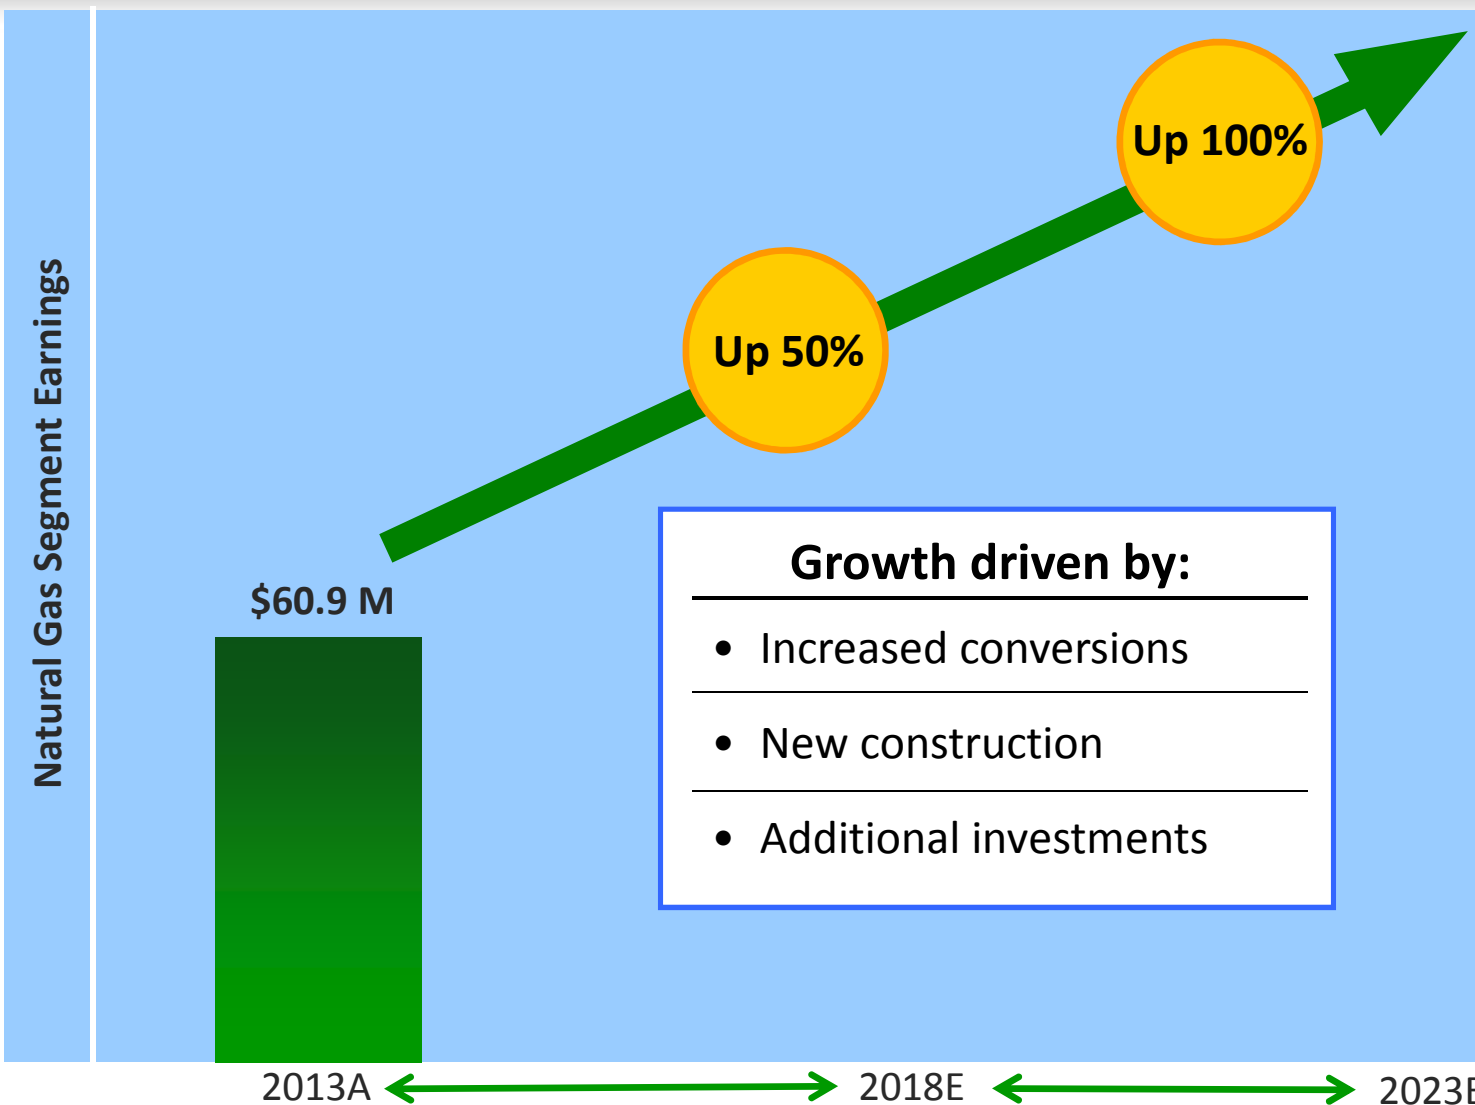 Natural Gas Segment Earnings
Up 100%
Up 50%
$60.9 M
Growth driven by:
• Increased conversions
• New construction
• Additional investments
2013A 2018E 2023E